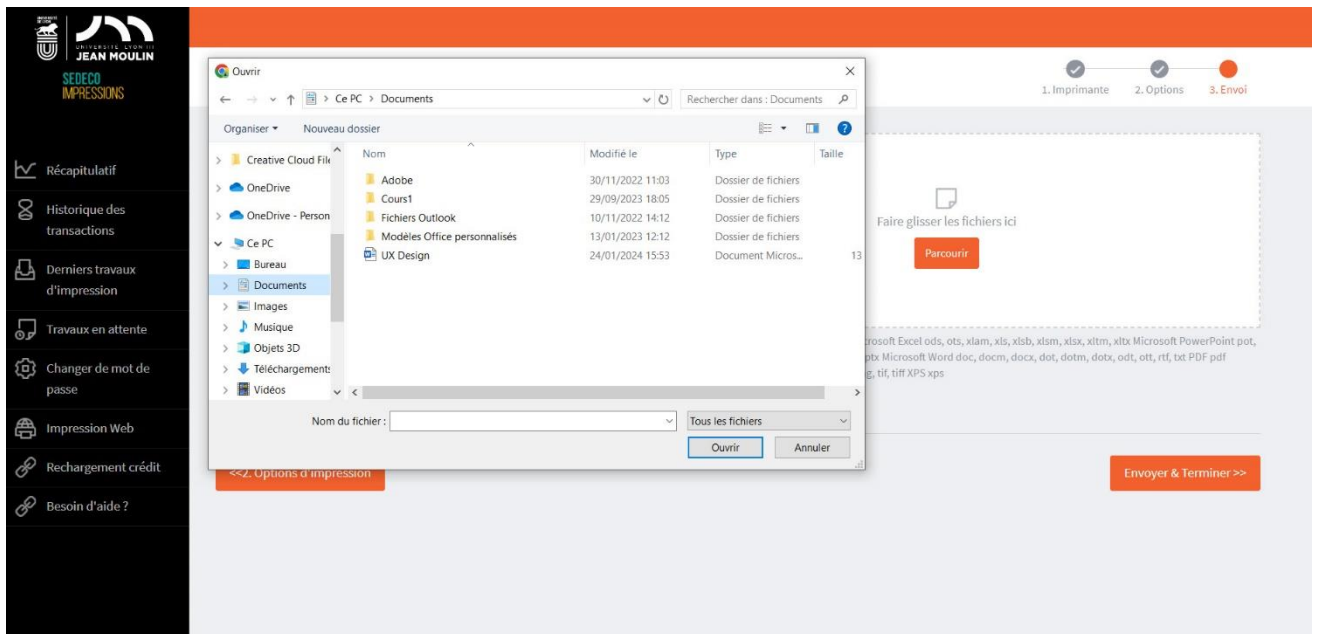 UNIVERSITÉ LYON III
JEAN MOULIN
SEDECO
IMPRESSIONS
Récapitulatif
Historique des
transactions
Derniers travaux
d'impression
Travaux en attente
Changer de mot de
passe
Impression Web
Rechargement crédit
Besoin d'aide ?
1. Imprimante
2. Options
3. Envoi
Ouvrir
Ce PC > Documents
Rechercher dans : Documents
Organiser
Nouveau dossier
Nom Modifié le Type Taille
Adobe 30/11/2022 11:03 Dossier de fichiers
Cours1 29/09/2023 18:05 Dossier de fichiers
Fichiers Outlook 10/11/2022 14:12 Dossier de fichiers
Modèles Office personnalisés 13/01/2023 12:12 Dossier de fichiers
UX Design 24/01/2024 15:53 Document Micros... 13
Creative Cloud File
OneDrive
OneDrive - Person
Ce PC
Bureau
Documents
Images
Musique
Objets 3D
Téléchargements
Vidéos
Nom du fichier :
Tous les fichiers
Ouvrir
Annuler
Faire glisser les fichiers ici
Parcourir
rosoft Excel ods, ots, xlam, xls, xlsb, xlsm, xlsx, xltm, xltx Microsoft PowerPoint pot,
ptx Microsoft Word doc, docm, docx, dot, dotm, dotx, odt, ott, rtf, txt PDF pdf
g, tif, tiff XPS xps
<<2. Options d'impression
Envoyer & Terminer >>